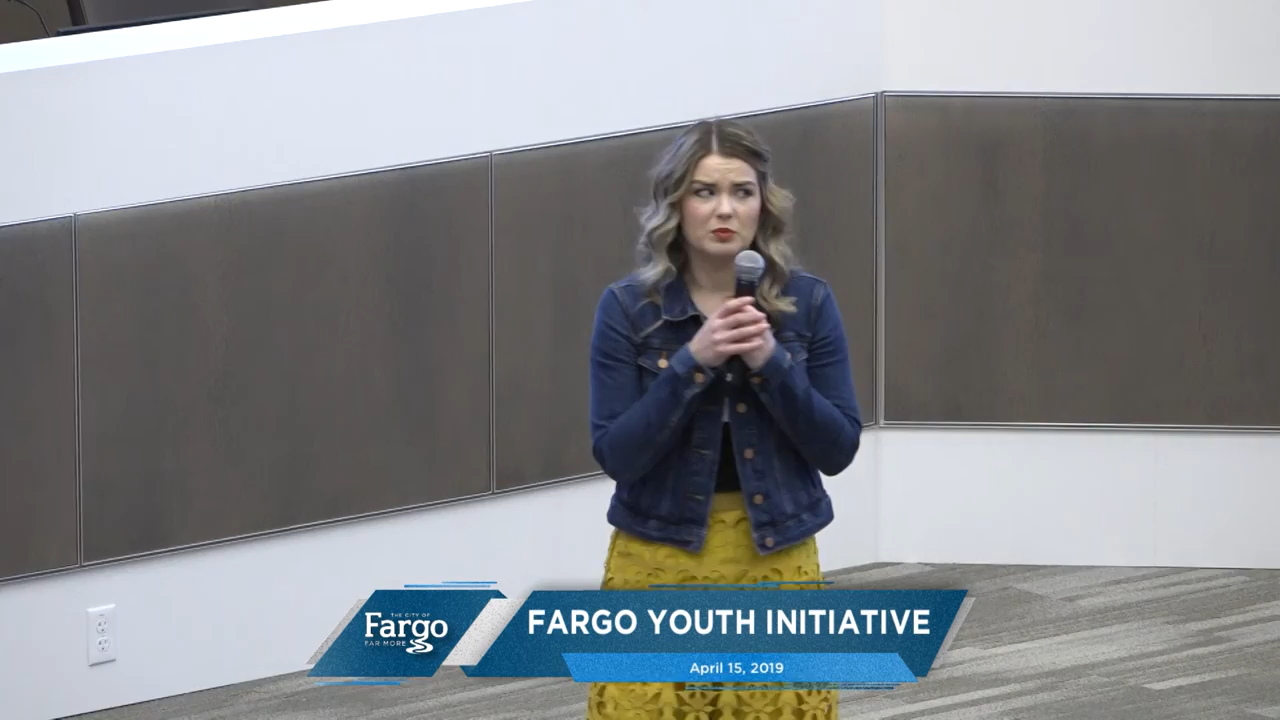 THE CITY OF
Fargo
FAR MORE
FARGO YOUTH INITIATIVE
April 15, 2019